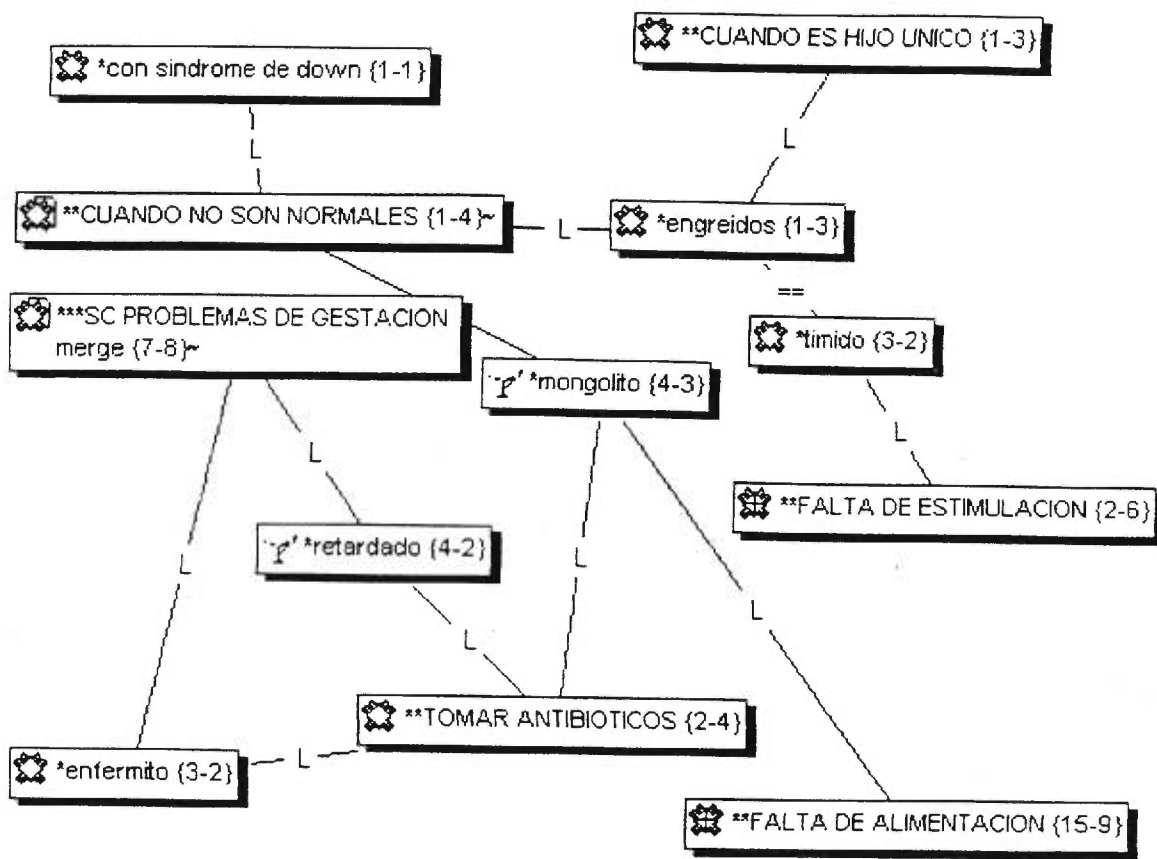 **CUANDO ES HIJO UNICO {1-3}
*con sindrome de down {1-1}
L
L
**CUANDO NO SON NORMALES {1-4}~
L
*engreidos {1-3}
==
***SC PROBLEMAS DE GESTACION
merge {7-8}~
*timido {3-2}
*mongolito {4-3}
L
L
**FALTA DE ESTIMULACION {2-6}
*retardado {4-2}
L
L
L
L
**TOMAR ANTIBIOTICOS {2-4}
*enfermito {3-2}
L
**FALTA DE ALIMENTACION {15-9}